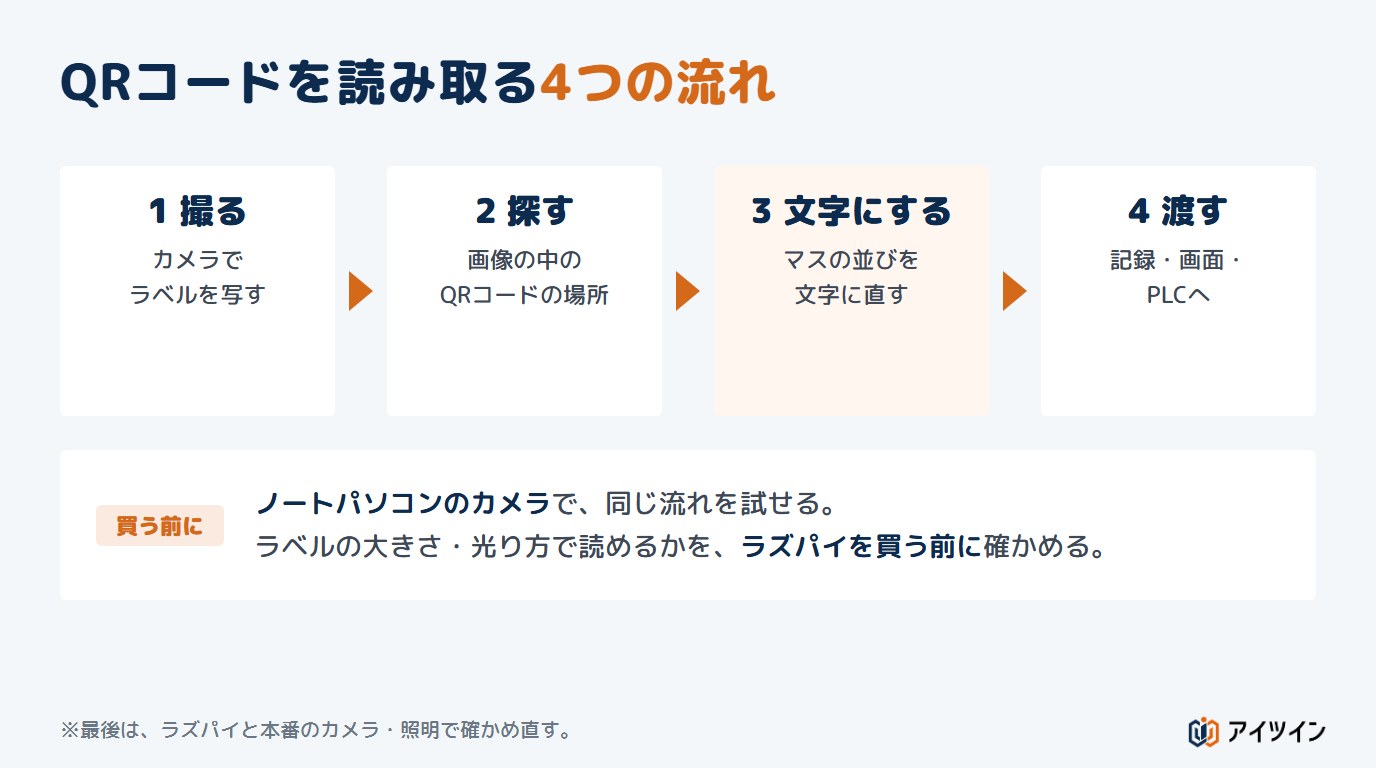 QRコードを読み取る4つの流れ
1 撮る
カメラで
ラベルを写す
2 探す
画像の中の
QRコードの場所
3 文字にする
マスの並びを
文字に直す
4 渡す
記録・画面・
PLCへ
買う前に
ノートパソコンのカメラで、同じ流れを試せる。
ラベルの大きさ・光り方で読めるかを、ラズパイを買う前に確かめる。
※最後は、ラズパイと本番のカメラ・照明で確かめ直す。
アイツイン